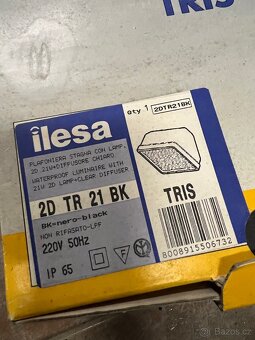 TRIS
ilesa
qty 1 2DTR21BK
PLAFONIERA STAGNA CON LAMP.
2D 21W+DIFFUSORE CHIARO
WATERPROOF LUMINAIRE WITH
21W 2D LAMP+CLEAR DIFFUSER
2D TR 21 BK
BK=nero-black
NON RIFASATO-LPF
220V 50HZ
IP 65
F
TRIS
8008915506732
Sbazar.cz